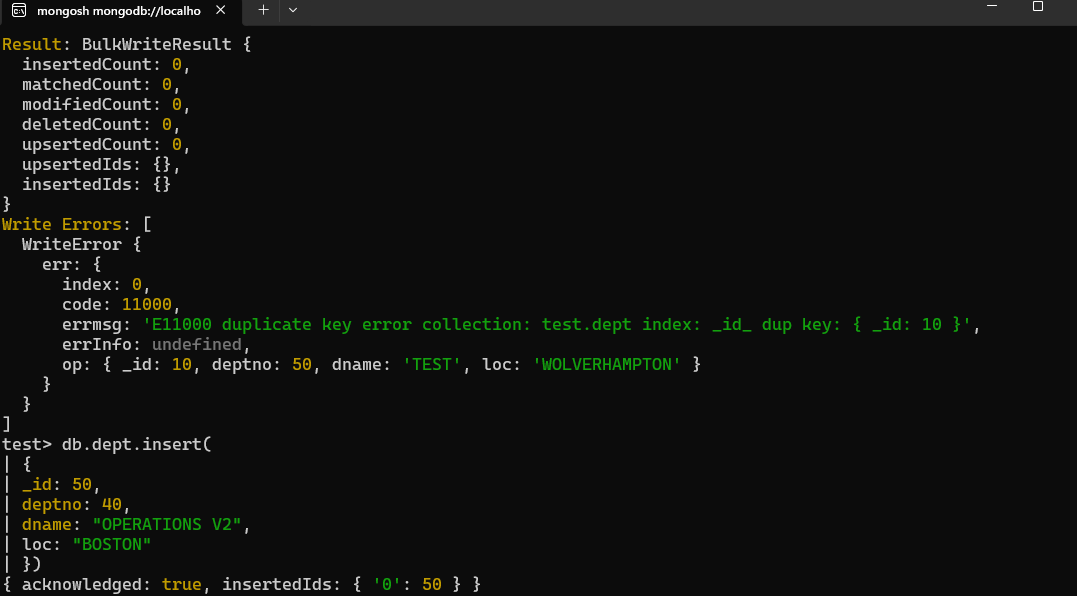 mongosh mongodb://localho
Result: BulkWriteResult {
  insertedCount: 0,
  matchedCount: 0,
  modifiedCount: 0,
  deletedCount: 0,
  upsertedCount: 0,
  upsertedIds: {},
  insertedIds: {}
}
Write Errors: [
  WriteError {
    err: {
      index: 0,
      code: 11000,
      errmsg: 'E11000 duplicate key error collection: test.dept index: _id_ dup key: { _id: 10 }',
      errInfo: undefined,
      op: { _id: 10, deptno: 50, dname: 'TEST', loc: 'WOLVERHAMPTON' }
    }
  }
]
test> db.dept.insert(
| {
| _id: 50,
| deptno: 40,
| dname: "OPERATIONS V2",
| loc: "BOSTON"
| })
{ acknowledged: true, insertedIds: { '0': 50 } }